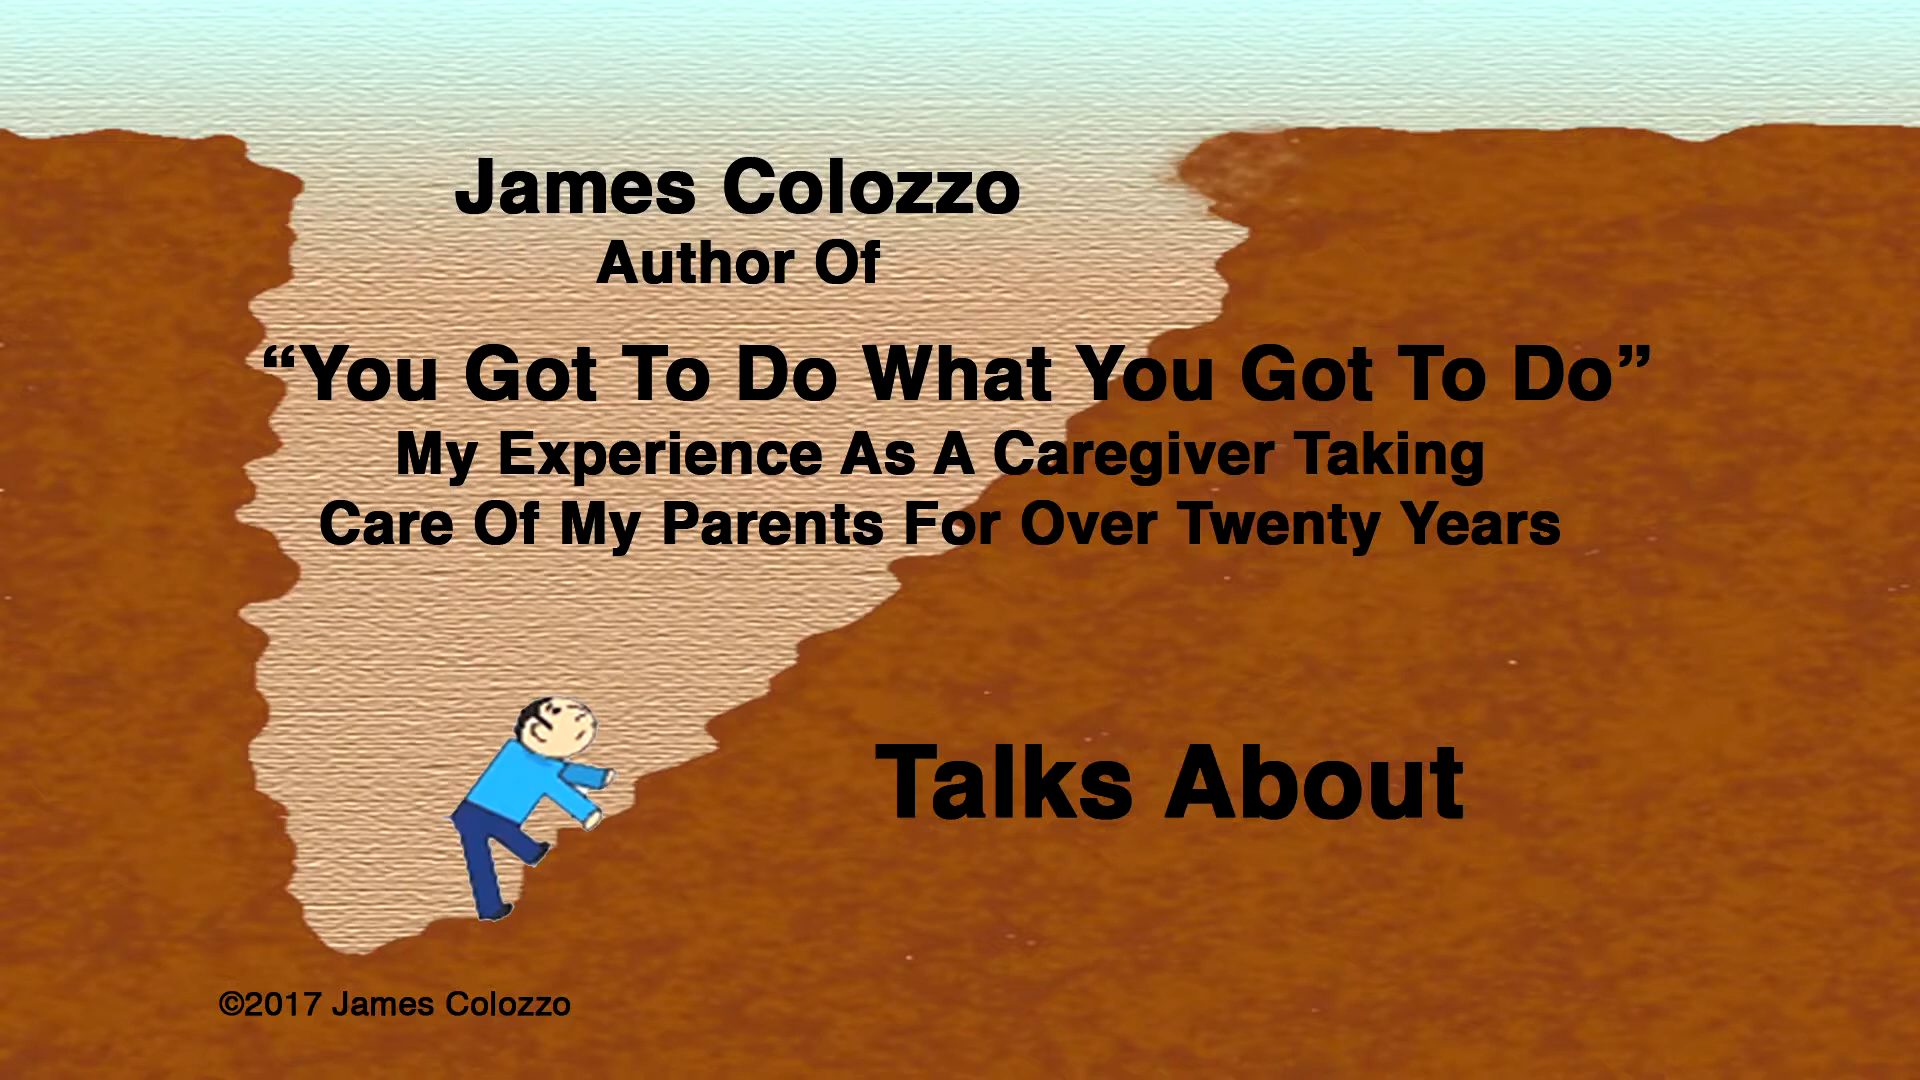 James Colozzo
Author Of
“You Got To Do What You Got To Do”
My Experience As A Caregiver Taking
Care Of My Parents For Over Twenty Years
Talks About
©2017 James Colozzo